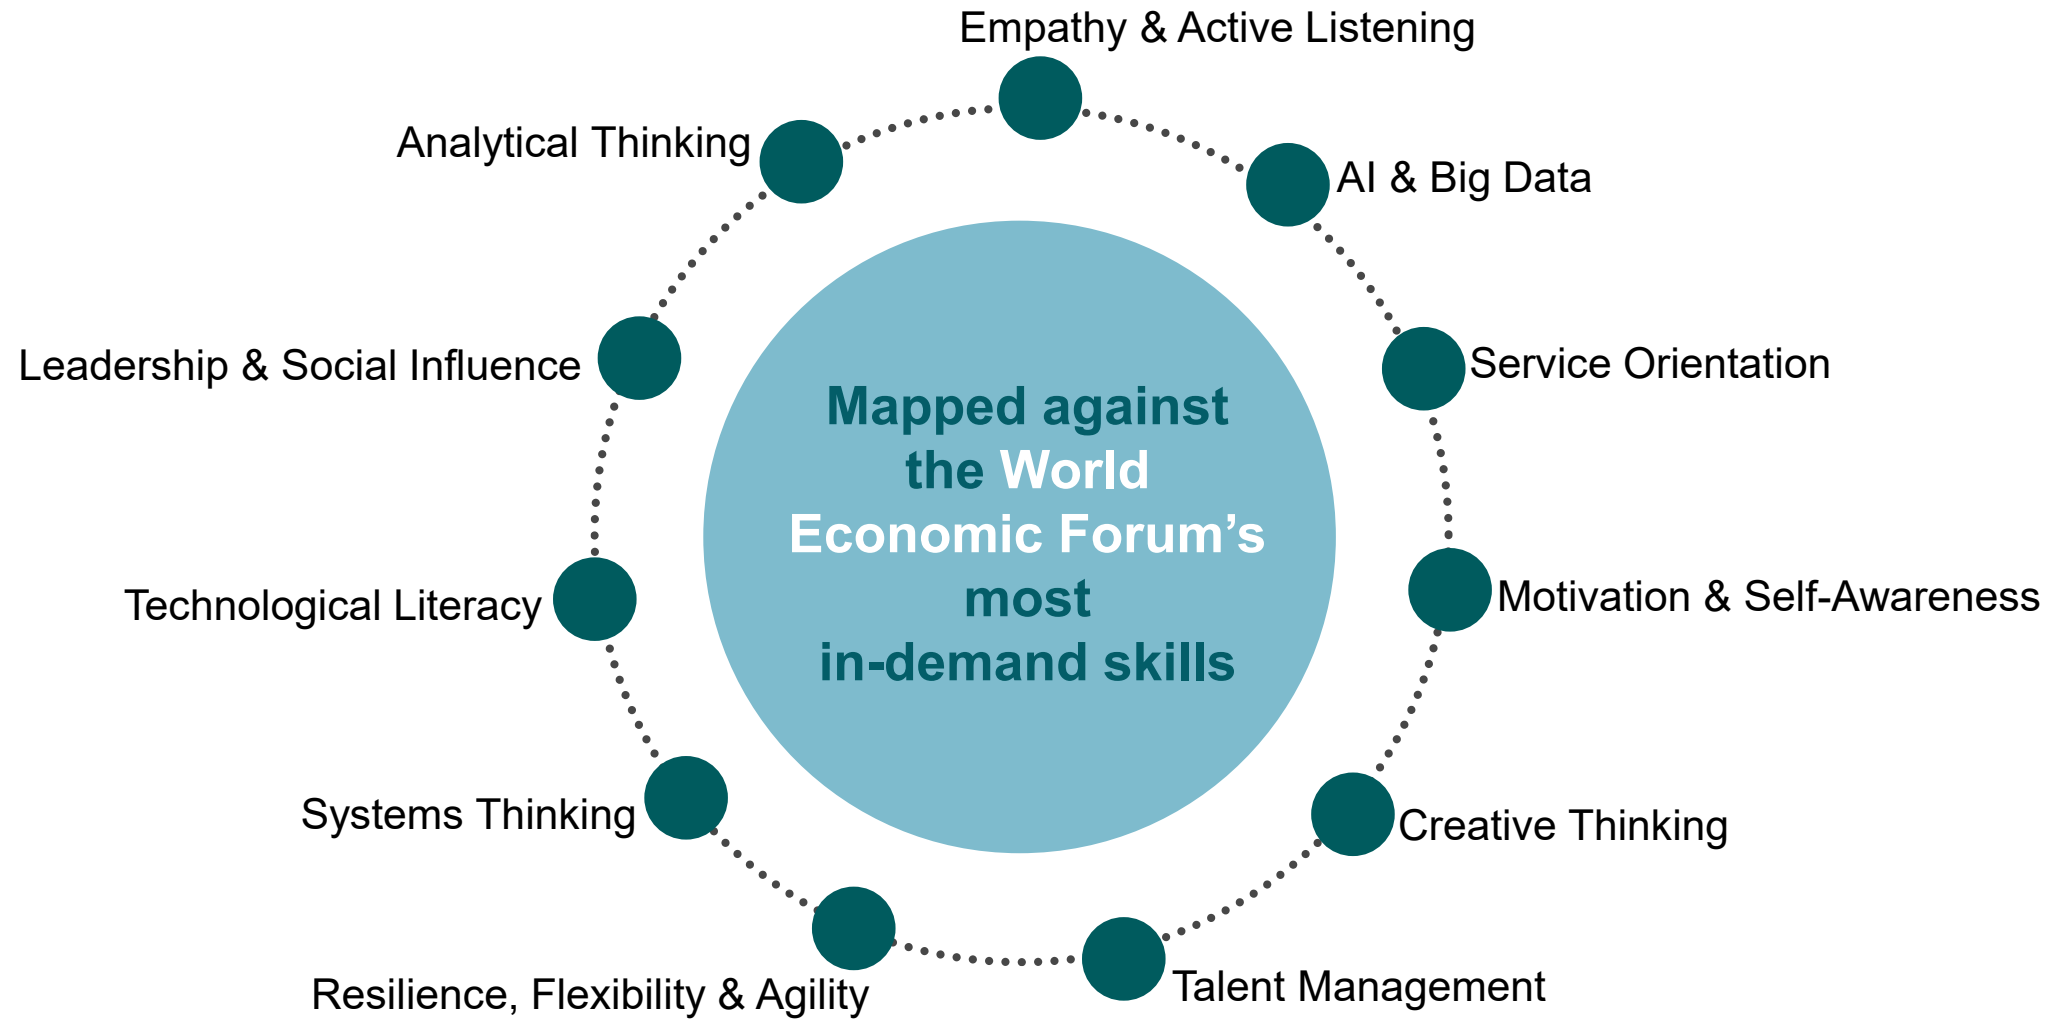 Empathy & Active Listening
Analytical Thinking
AI & Big Data
Leadership & Social Influence
Service Orientation
Mapped against
the World
Economic Forum’s
most
in-demand skills
Technological Literacy
Motivation & Self-Awareness
Systems Thinking
Creative Thinking
Resilience, Flexibility & Agility
Talent Management